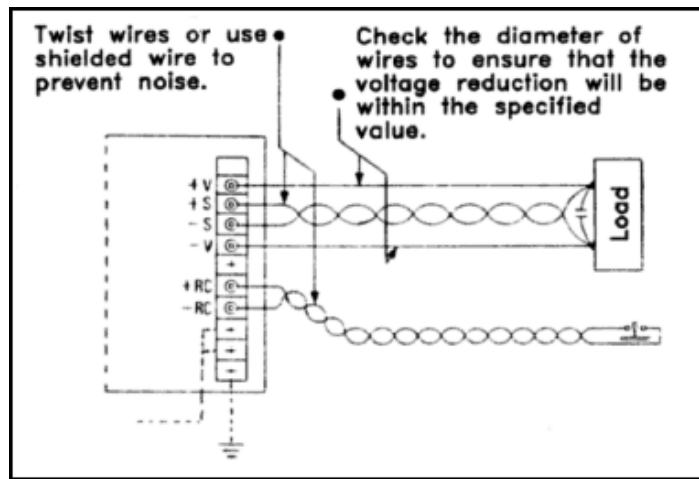 Twist wires or use
shielded wire to
prevent noise.
Check the diameter of
wires to ensure that the
voltage reduction will be
within the specified
value.
+V
+S
-S
-V
+RC
-RC
Load